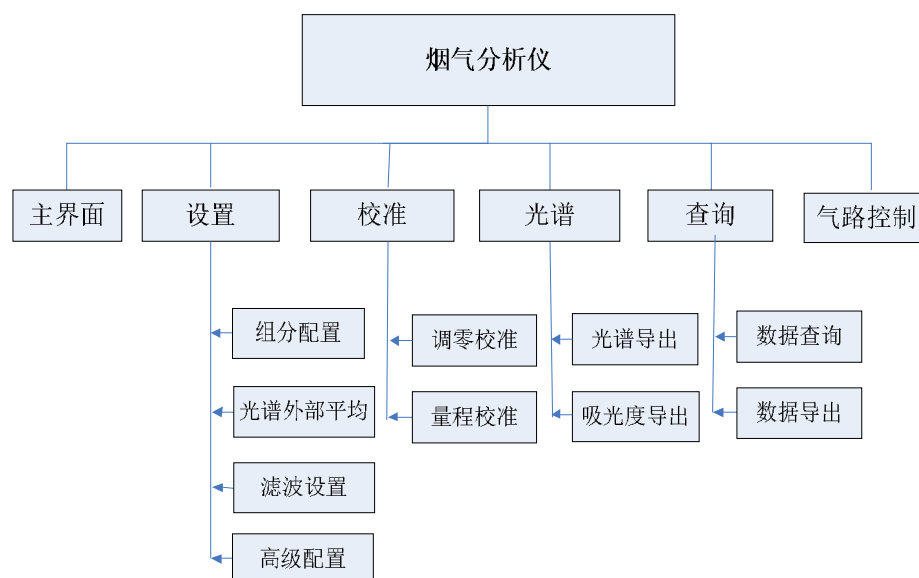 烟气分析仪
主界面
设置
校准
光谱
查询
气路控制
组分配置
光谱外部平均
滤波设置
高级配置
调零校准
量程校准
光谱导出
吸光度导出
数据查询
数据导出